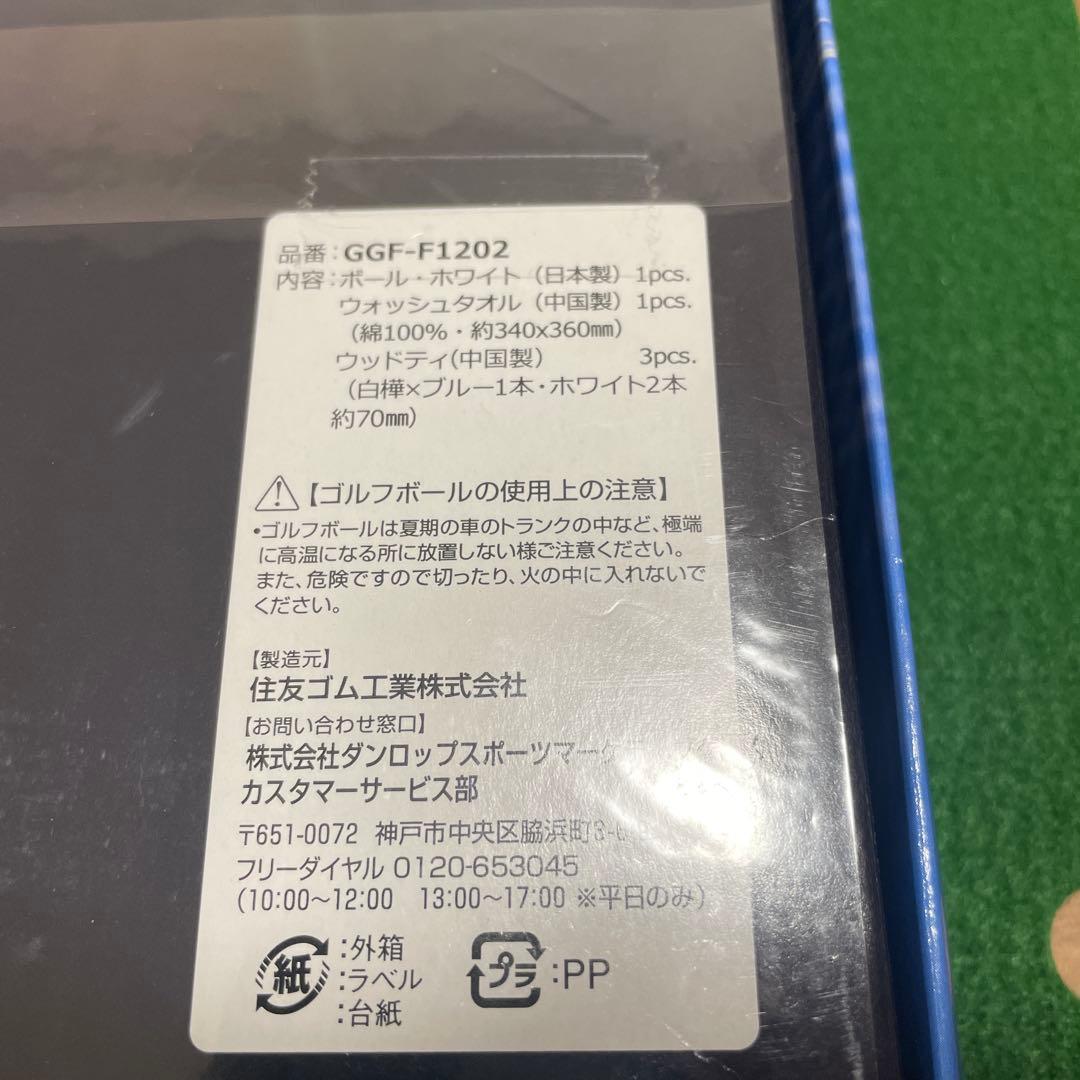 品番：GGF-F1202
内容：ボール・ホワイト（日本製）1pcs.
ウォッシュタオル（中国製）1pcs.
（綿100%・約340x360㎜）
ウッドティ(中国製） 3pcs.
（白樺×ブルー1本・ホワイト2本
約70㎜）
【ゴルフボールの使用上の注意】
•ゴルフボールは夏期の車のトランクの中など、極端
に高温になる所に放置しない様ご注意ください。
また、危険ですので切ったり、火の中に入れないで
ください。
【製造元】
住友ゴム工業株式会社
【お問い合わせ窓口】
株式会社ダンロップスポーツマーケ
カスタマーサービス部
〒651-0072 神戸市中央区脇浜町3-6
フリーダイヤル 0120-653045
（10:00～12:00 13:00～17:00 ※平日のみ）
紙：外箱
：ラベル
：台紙
プラ：PP